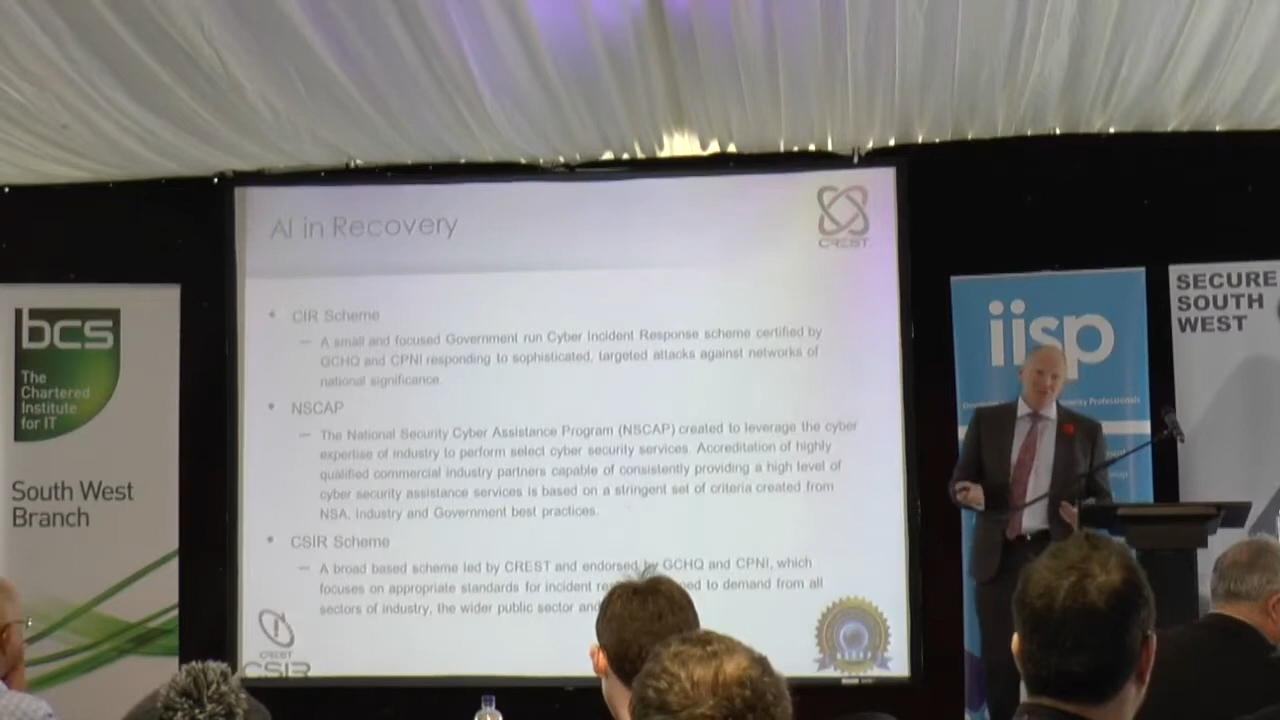 AI in Recovery
CREST
• CIR Scheme
– A small and focused Government run Cyber Incident Response scheme certified by
GCHQ and CPNI responding to sophisticated, targeted attacks against networks of
national significance.
• NSCAP
– The National Security Cyber Assistance Program (NSCAP) created to leverage the cyber
expertise of industry to perform select cyber security services. Accreditation of highly
qualified commercial industry partners capable of consistently providing a high level of
cyber security assistance services is based on a stringent set of criteria created from
NSA, Industry and Government best practices.
• CSIR Scheme
– A broad based scheme led by CREST and endorsed by GCHQ and CPNI, which
focuses on appropriate standards for incident to demand from all
sectors of industry, the wider public sector
CREST
CSIR
bcs
The
Chartered
Institute
for IT
South West
Branch
iisp
Professionals
SECURE
SOUTH
WEST